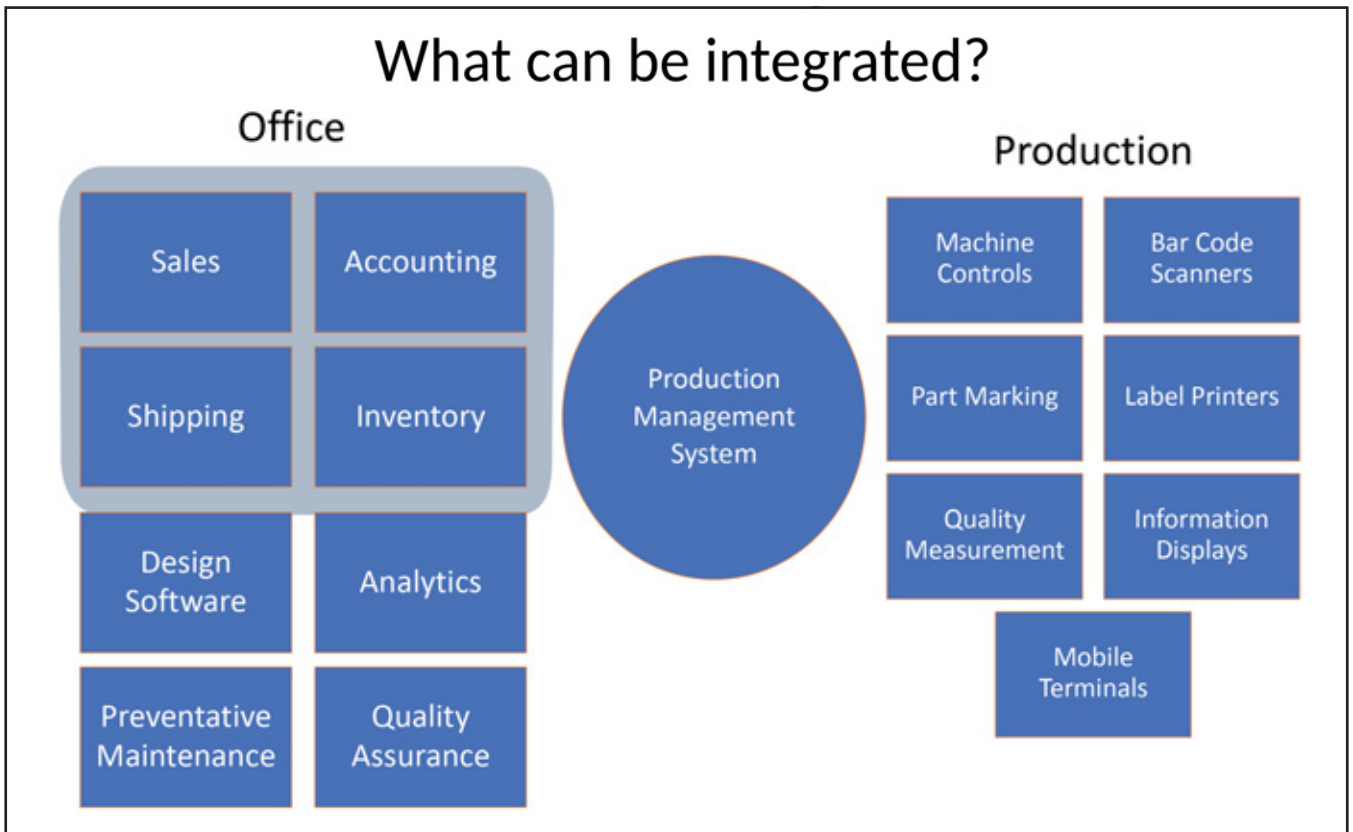 What can be integrated?
Office
Sales
Accounting
Shipping
Inventory
Design
Software
Analytics
Preventative
Maintenance
Quality
Assurance
Production
Management
System
Production
Machine
Controls
Bar Code
Scanners
Part Marking
Label Printers
Quality
Measurement
Information
Displays
Mobile
Terminals